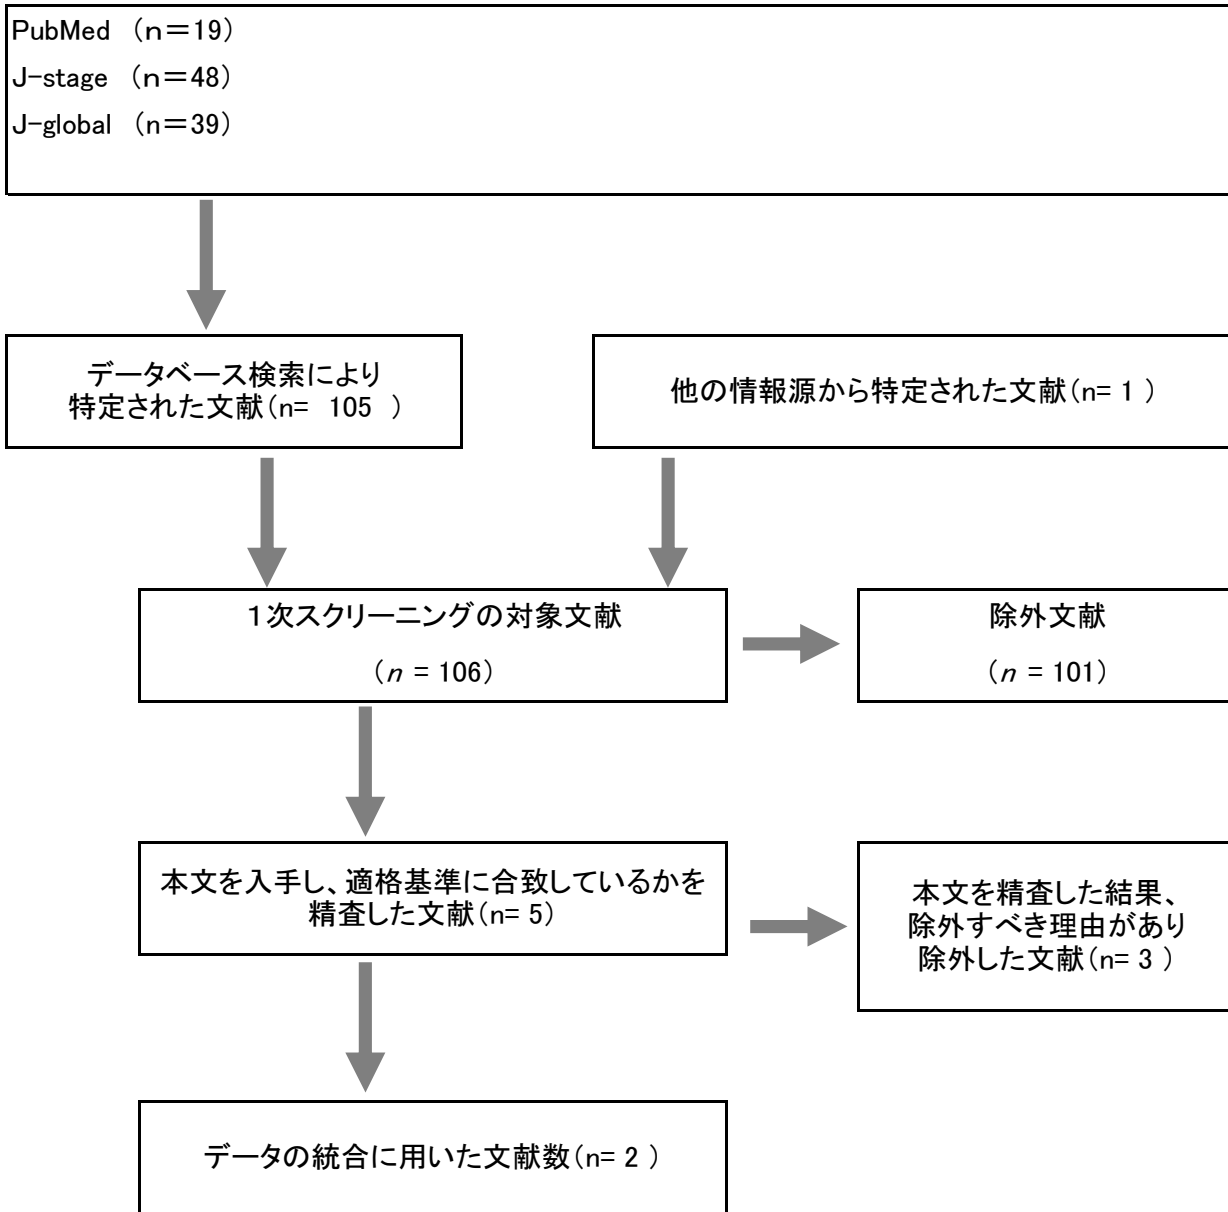 PubMed （n＝19）
J-stage （n＝48）
J-global （n＝39）
データベース検索により
特定された文献（n= 105 ）
他の情報源から特定された文献（n= 1 ）
１次スクリーニングの対象文献
（n = 106）
除外文献
（n = 101）
本文を入手し、適格基準に合致しているかを
精査した文献（n= 5）
本文を精査した結果、
除外すべき理由があり
除外した文献（n= 3 ）
データの統合に用いた文献数（n= 2 ）